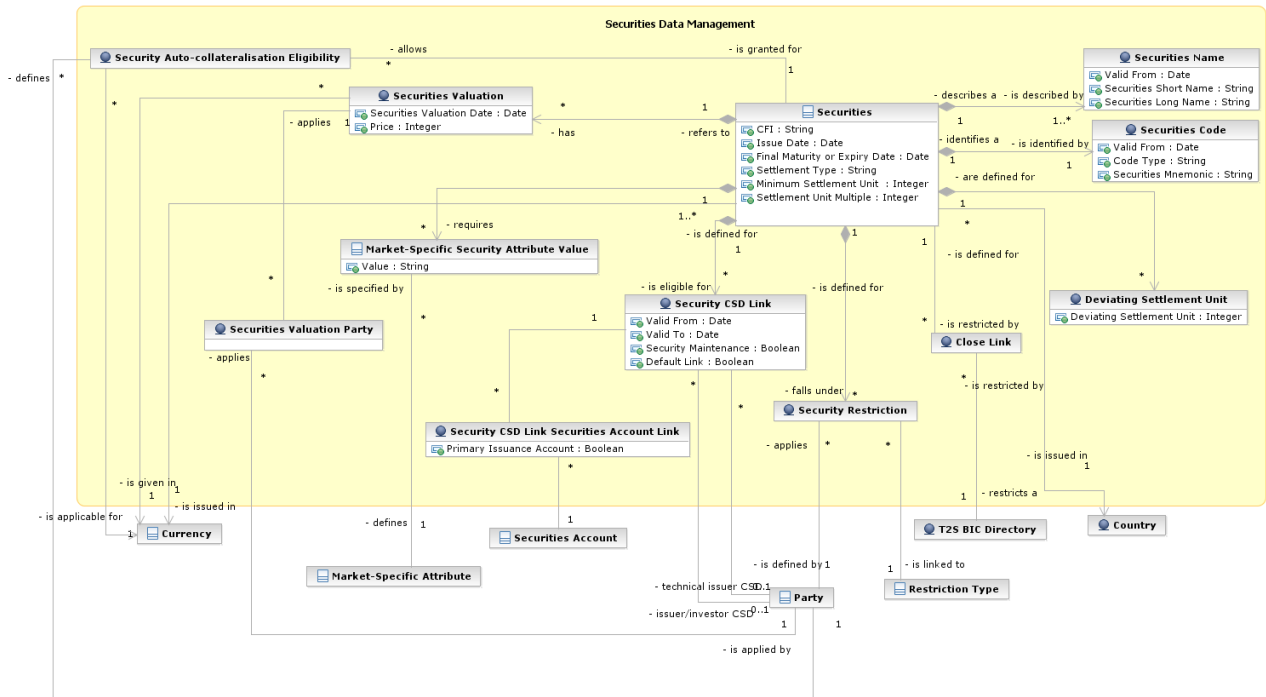 Securities Data Management
Security Auto-collateralisation Eligibility
- allows
*
- is granted for
1
- defines
*
*
*
Securities Name
Valid From : Date
Securities Short Name : String
Securities Long Name : String
- describes a
- is described by
1
1..*
Securities Valuation
Securities Valuation Date : Date
Price : Integer
- applies
1
*
- has
1
- refers to
Securities
CFI : String
Issue Date : Date
Final Maturity or Expiry Date : Date
Settlement Type : String
Minimum Settlement Unit : Integer
Settlement Unit Multiple : Integer
- identifies a
- is identified by
1
1
Securities Code
Valid From : Date
Code Type : String
Securities Mnemonic : String
- are defined for
1
*
1
1..*
*
- requires
- is defined for
1
1
- is defined for
1
- is defined for
Market-Specific Security Attribute Value
Value : String
- is specified by
*
*
*
- is eligible for
*
Security CSD Link
Valid From : Date
Valid To : Date
Security Maintenance : Boolean
Default Link : Boolean
Deviating Settlement Unit
Deviating Settlement Unit : Integer
Securities Valuation Party
- applies
*
1
*
- is restricted by
Close Link
*
- is restricted by
*
*
*
- falls under
*
Security Restriction
- applies
*
*
Security CSD Link Securities Account Link
Primary Issuance Account : Boolean
*
- is issued in
1
- is given in
1
1
- is issued in
1
- restricts a
- is applicable for
1
Currency
- defines
1
1
Securities Account
T2S BIC Directory
Country
Market-Specific Attribute
- is defined by
1
1
- is linked to
- technical issuer CSD
0..1
Party
Restriction Type
- issuer/investor CSD
0..1
1
1
- is applied by